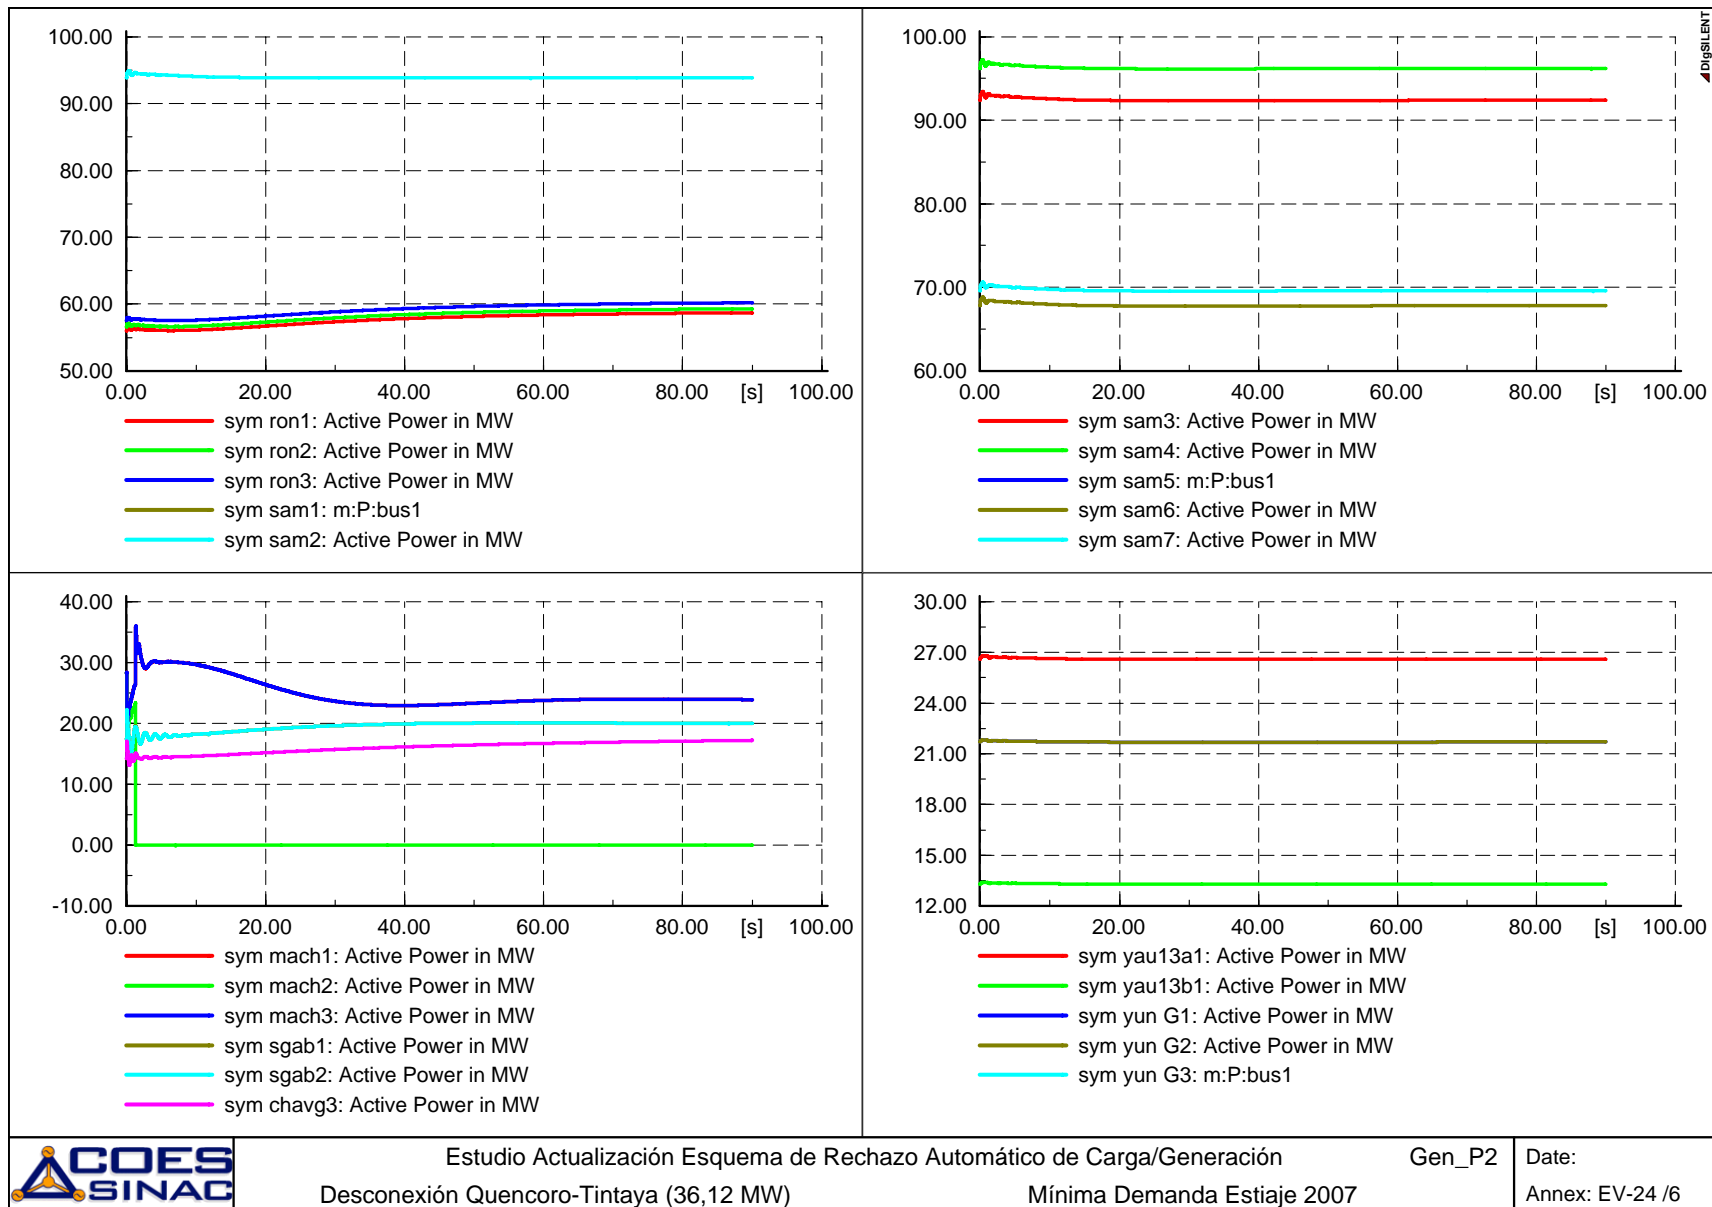 DIgSILENT
100.00
90.00
80.00
70.00
60.00
50.00
0.00 20.00 40.00 60.00 80.00 [s] 100.00
sym ron1: Active Power in MW
sym ron2: Active Power in MW
sym ron3: Active Power in MW
sym sam1: m:P:bus1
sym sam2: Active Power in MW
100.00
90.00
80.00
70.00
60.00
0.00 20.00 40.00 60.00 80.00 [s] 100.00
sym sam3: Active Power in MW
sym sam4: Active Power in MW
sym sam5: m:P:bus1
sym sam6: Active Power in MW
sym sam7: Active Power in MW
40.00
30.00
20.00
10.00
0.00
-10.00
0.00 20.00 40.00 60.00 80.00 [s] 100.00
sym mach1: Active Power in MW
sym mach2: Active Power in MW
sym mach3: Active Power in MW
sym sgab1: Active Power in MW
sym sgab2: Active Power in MW
sym chavg3: Active Power in MW
30.00
27.00
24.00
21.00
18.00
15.00
12.00
0.00 20.00 40.00 60.00 80.00 [s] 100.00
sym yau13a1: Active Power in MW
sym yau13b1: Active Power in MW
sym yun G1: Active Power in MW
sym yun G2: Active Power in MW
sym yun G3: m:P:bus1
COES
SINAC
Estudio Actualización Esquema de Rechazo Automático de Carga/Generación Gen_P2
Desconexión Quencoro-Tintaya (36,12 MW) Mínima Demanda Estiaje 2007
Date:
Annex: EV-24 /6